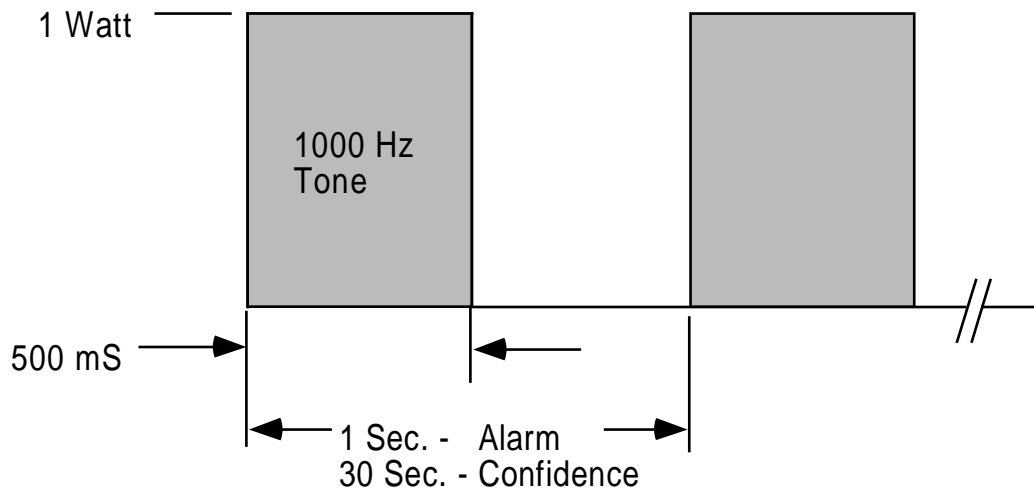 1 Watt
1000 Hz
Tone
500 mS
1 Sec. - Alarm
30 Sec. - Confidence